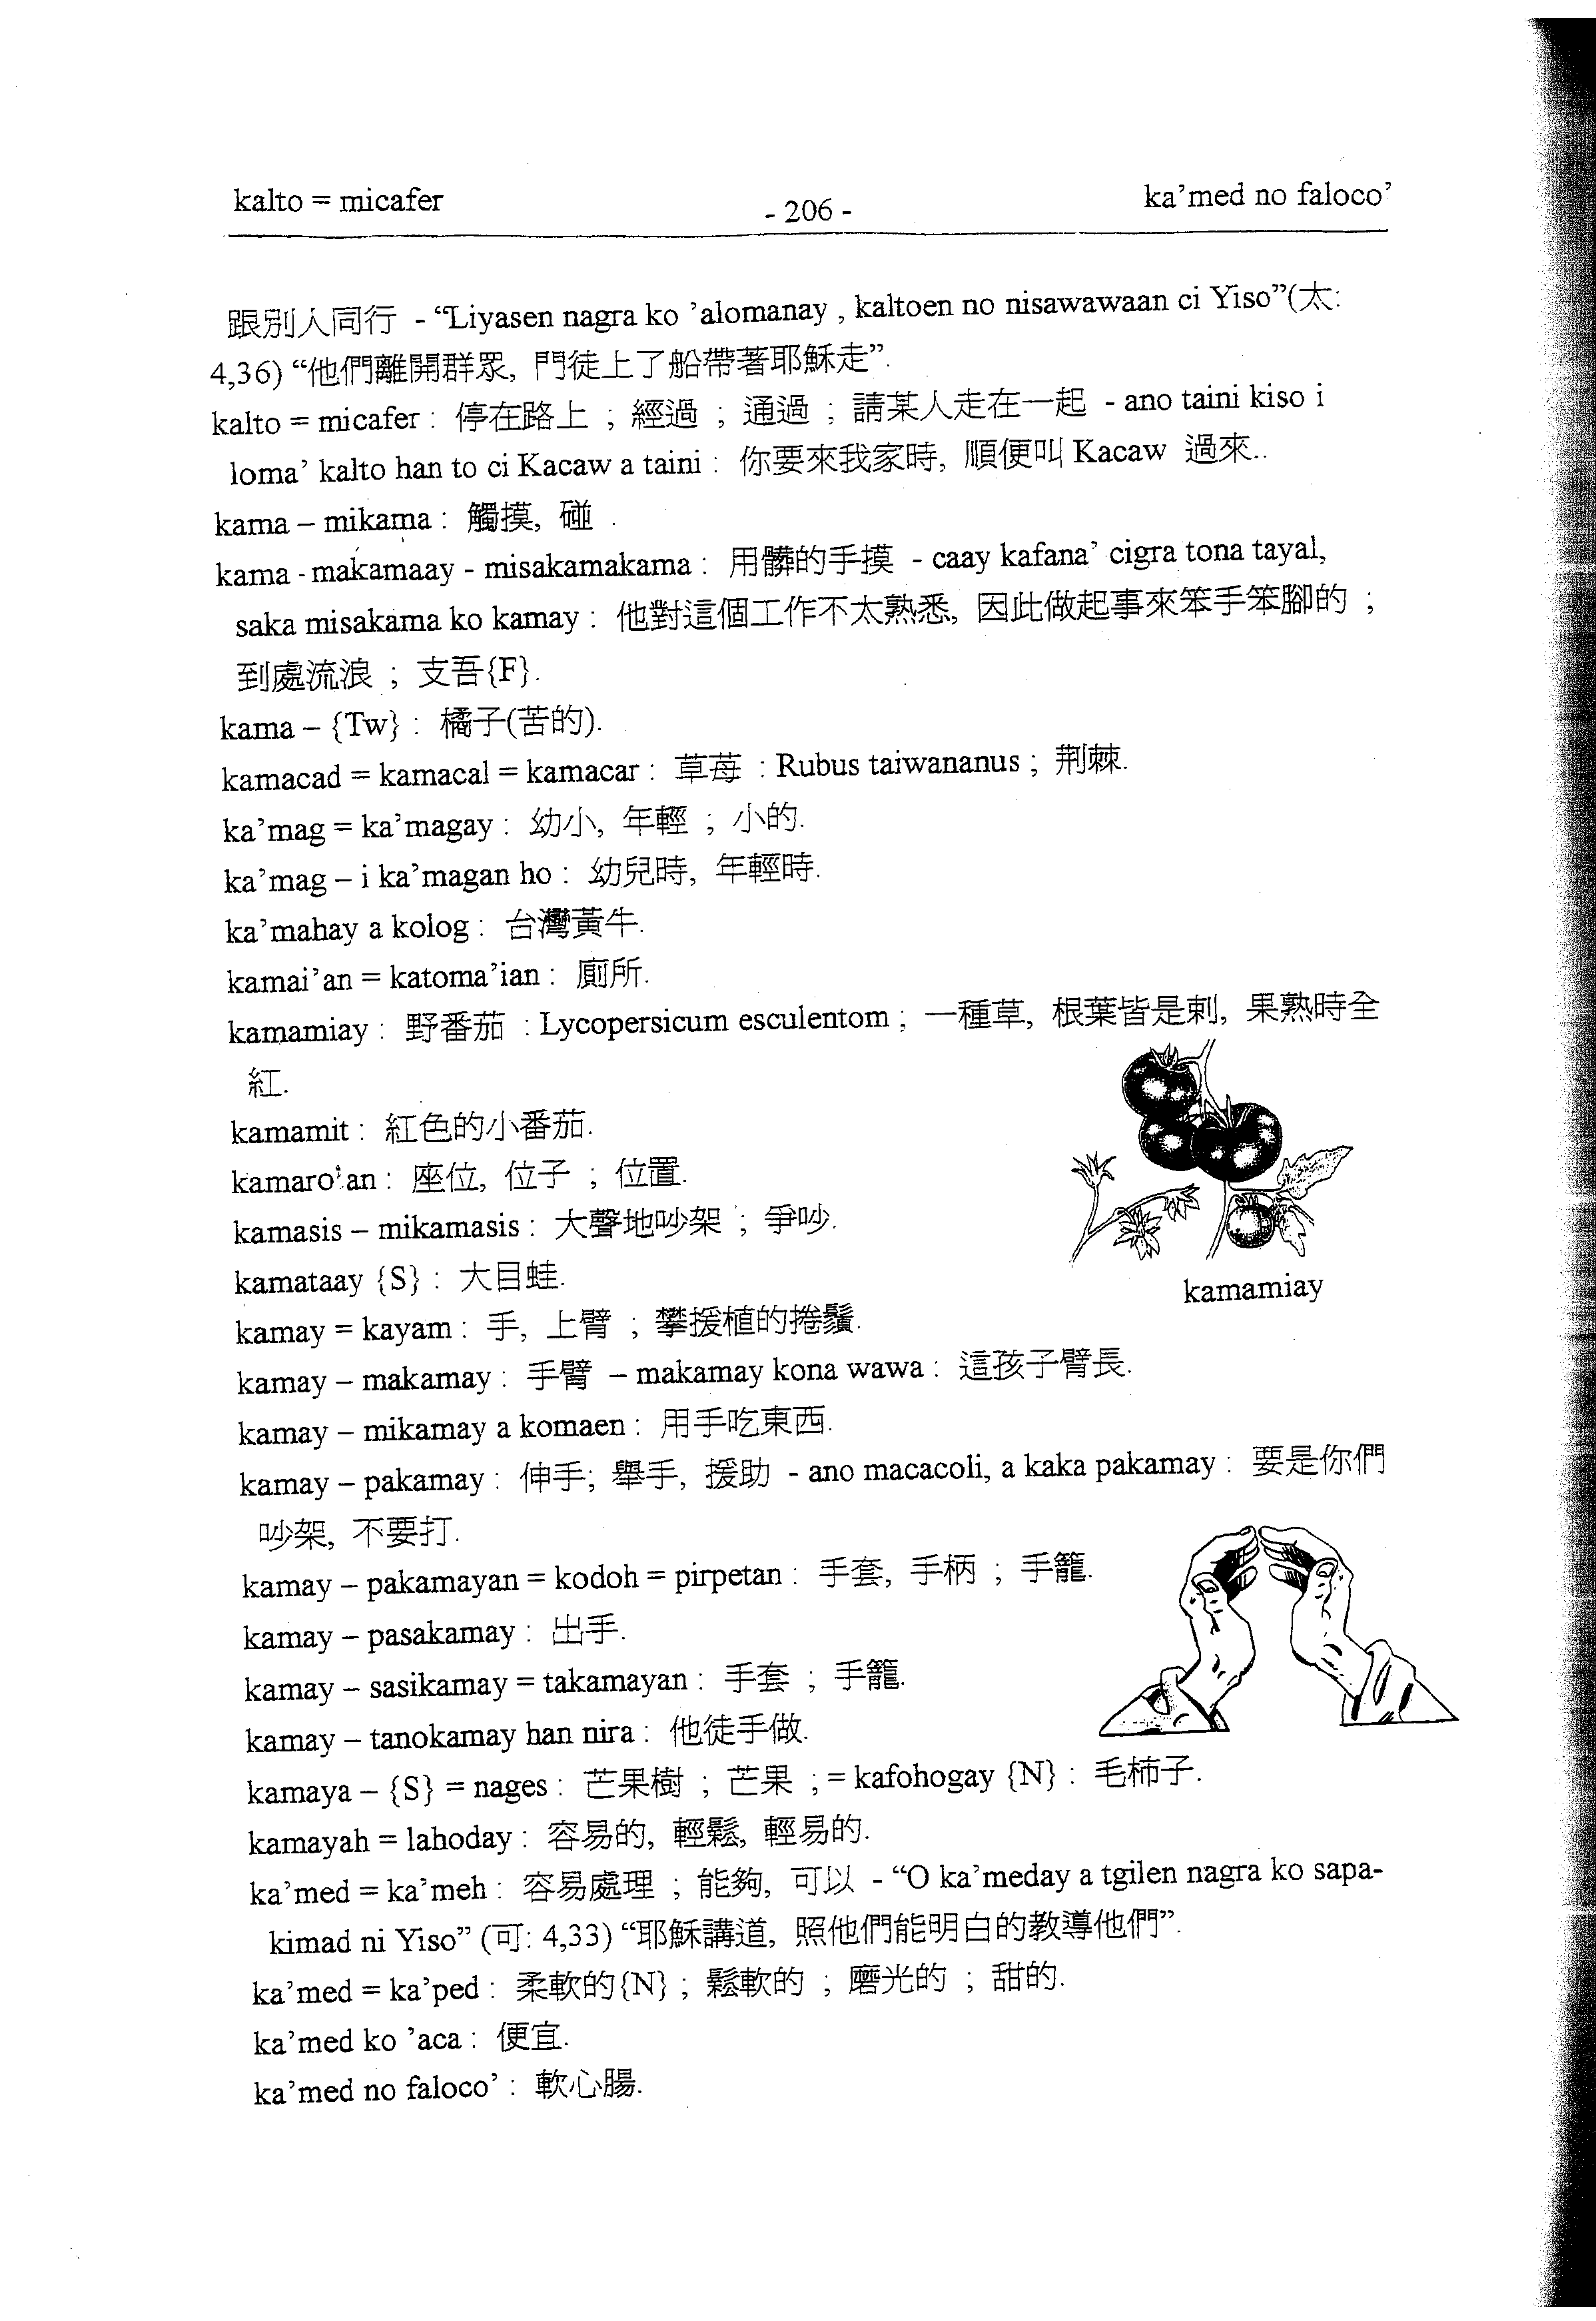 kalto = micafer
- 206 -
ka’med no faloco’
跟別人同行 - “Liyasen nagra ko ’alomanay , kaltoen no nisawawaan ci Yiso”(太:
4,36) “他們離開群眾, 門徒上了船帶著耶穌走”.
kalto = micafer : 停在路上 ; 經過 ; 通過 ; 請某人走在一起 - ano taini kiso i
loma’ kalto han to ci Kacaw a taini : 你要來我家時, 順便叫 Kacaw 過來..
kama – mikama : 觸摸, 碰 .
kama - makamaay - misakamakama : 用髒的手摸 - caay kafana’ cigra tona tayal,
saka misakama ko kamay : 他對這個工作不太熟悉, 因此做起事來笨手笨腳的 ;
到處流浪 ; 支吾{F}.
kama – {Tw} : 橘子(苦的).
kamacad = kamacal = kamacar : 草莓 : Rubus taiwananus ; 荆棘.
ka’mag = ka’magay : 幼小, 年輕 ; 小的.
ka’mag – i ka’magan ho : 幼兒時, 年輕時.
ka’mahay a kolog : 台灣黃牛.
kamai’an = katoma’ian : 廁所.
kamamiay : 野番茄 : Lycopersicum esculentom ; 一種草, 根葉皆是刺, 果熟時全
紅.
kamamit : 紅色的小番茄.
kamaro’an : 座位, 位子 ; 位置.
kamasis – mikamasis : 大聲地吵架 ; 爭吵.
kamataay {S} : 大目蛙.
kamamiay
kamay = kayam : 手, 上臂 ; 攀援植的捲鬚.
kamay – makamay : 手臂 – makamay kona wawa : 這孩子臂長.
kamay – mikamay a komaen : 用手吃東西.
kamay – pakamay : 伸手; 舉手, 援助 - ano macacoli, a kaka pakamay : 要是你們
吵架, 不要打.
kamay – pakamayan = kodoh = pirpetan : 手套, 手柄 ; 手籠.
kamay – pasakamay : 出手.
kamay – sasikamay = takamayan : 手套 ; 手籠.
kamay – tanokamay han nira : 他徒手做.
kamaya – {S} = nages : 芒果樹 ; 芒果 ; = kafohogay {N} : 毛柿子.
kamayah = lahoday : 容易的, 輕鬆, 輕易的.
ka’med = ka’meh : 容易處理 ; 能夠, 可以 - “O ka’meday a tgilen nagra ko sapa-
kimad ni Yiso” (可: 4,33) “耶穌講道, 照他們能明白的教導他們”.
ka’med = ka’ped : 柔軟的{N} ; 鬆軟的 ; 磨光的 ; 甜的.
ka’med ko ’aca : 便宜.
ka’med no faloco’ : 軟心腸.